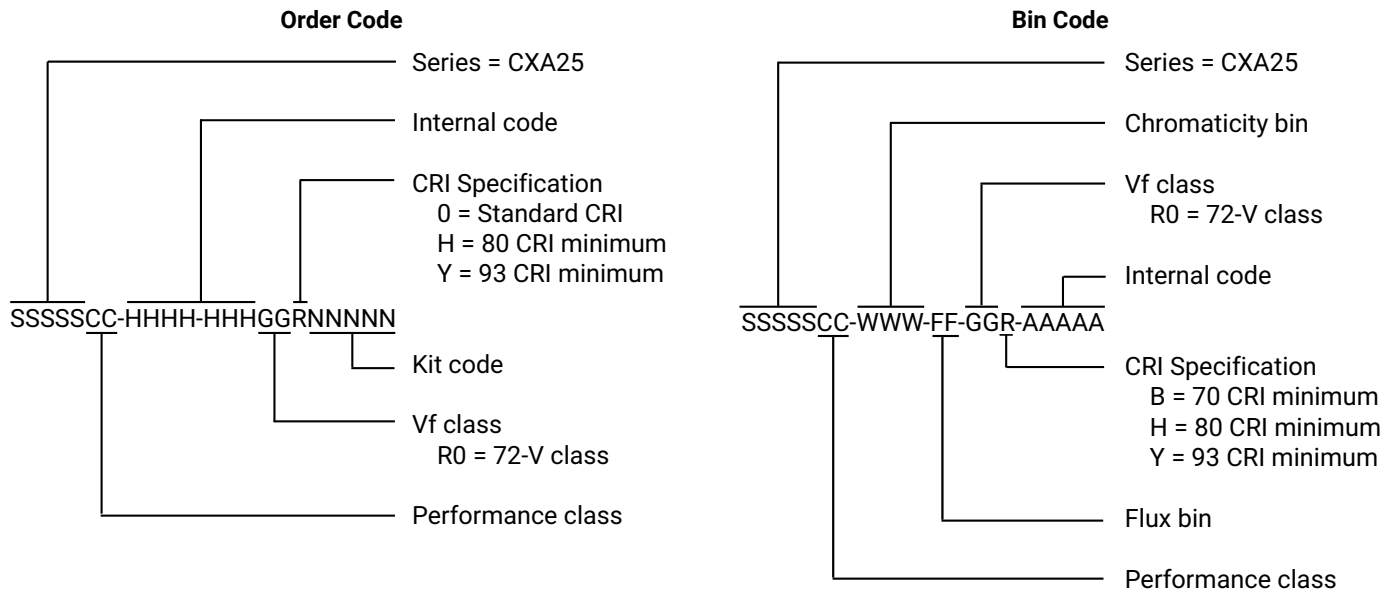 Order Code
Series = CXA25
Internal code
CRI Specification
0 = Standard CRI
H = 80 CRI minimum
Y = 93 CRI minimum
SSSSSCC-HHHH-HHHGGRNNNNN
Kit code
Vf class
R0 = 72-V class
Performance class
Bin Code
Series = CXA25
Chromaticity bin
Vf class
R0 = 72-V class
Internal code
SSSSSCC-WWW-FF-GGR-AAAAA
CRI Specification
B = 70 CRI minimum
H = 80 CRI minimum
Y = 93 CRI minimum
Flux bin
Performance class